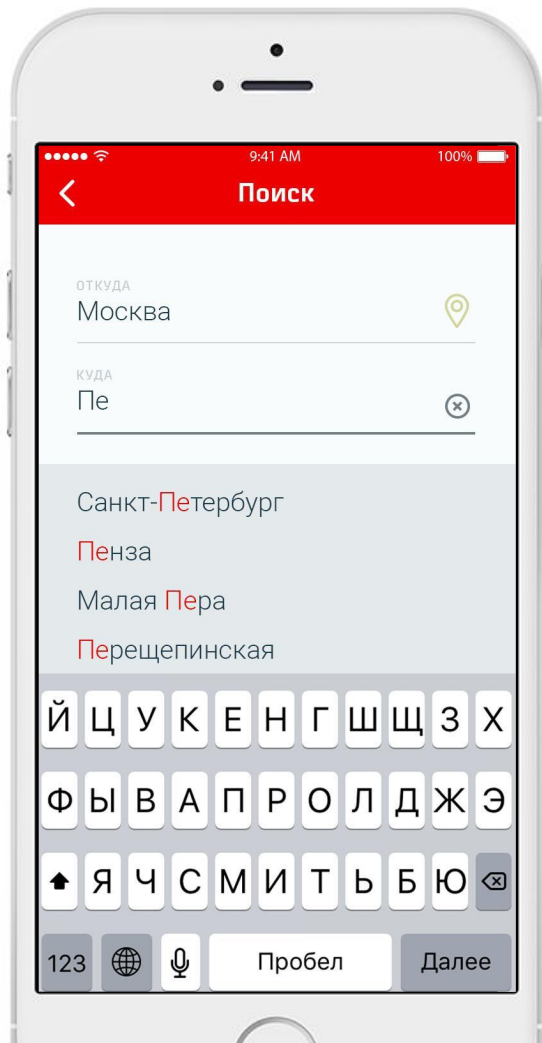 9:41 AM 100%
Поиск
ОТКУДА
Москва
КУДА
Пе
Санкт-Петербург
Пенза
Малая Пера
Перещепинская
Й Ц У К Е Н Г Ш Щ З Х
Ф Ы В А П Р О Л Д Ж Э
Я Ч С М И Т Ь Б Ю
123 Пробел Далее